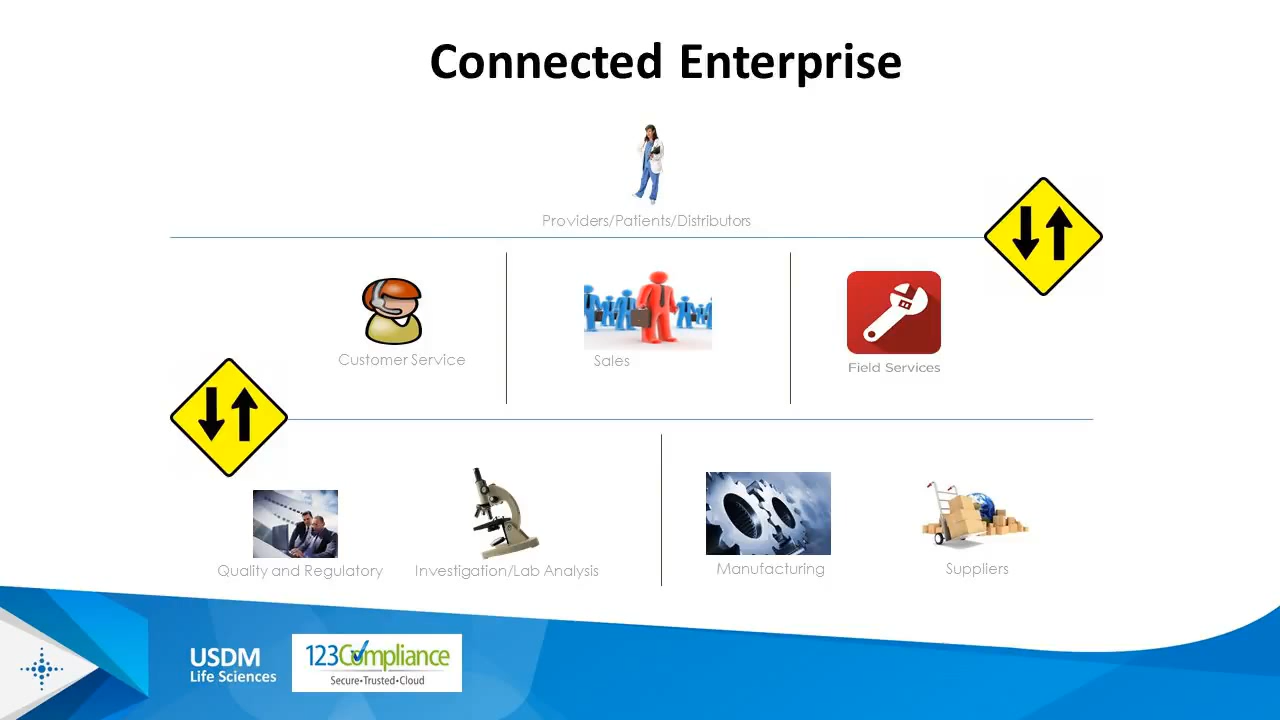 Connected Enterprise
Providers/Patients/Distributors
Customer Service
Sales
Field Services
Quality and Regulatory
Investigation/Lab Analysis
Manufacturing
Suppliers
USDM
Life Sciences
123Compliance
Secure•Trusted•Cloud